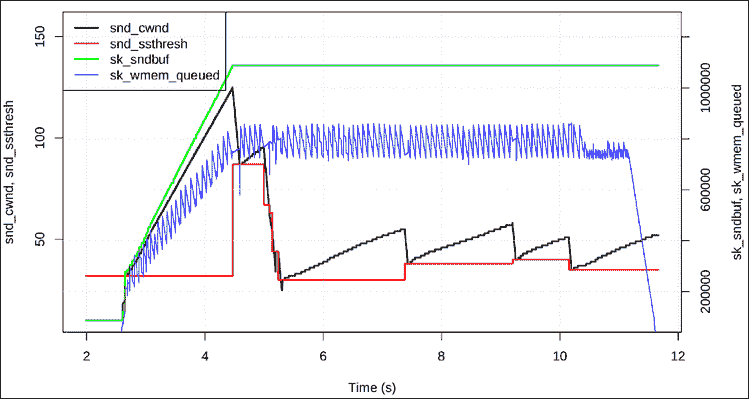 150
100
50
snd_cwnd, snd_ssthresh
snd_cwnd
snd_ssthresh
sk_sndbuf
sk_wmem_queued
1000000
600000
200000
sk_sndbuf, sk_wmem_queued
2 4 6 8 10 12
Time (s)